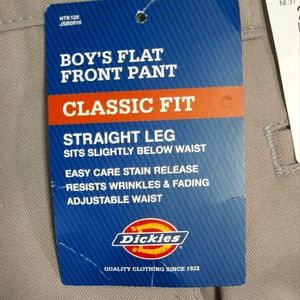 HTK126
JSB0916
BOY'S FLAT
FRONT PANT
CLASSIC FIT
STRAIGHT LEG
SITS SLIGHTLY BELOW WAIST
EASY CARE STAIN RELEASE
RESISTS WRINKLES & FADING
ADJUSTABLE WAIST
Dickies
QUALITY CLOTHING SINCE 1922